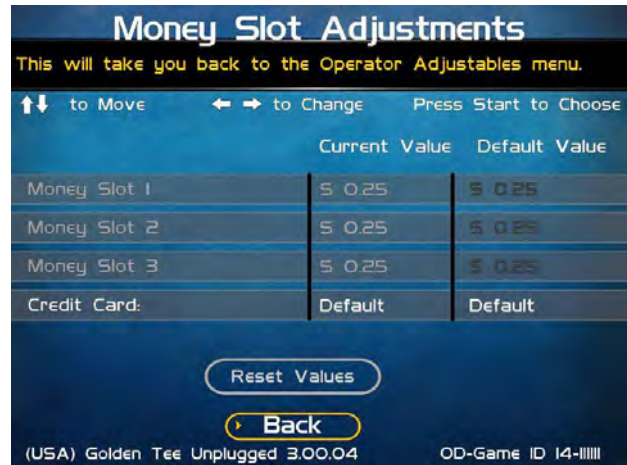 Money Slot Adjustments
This will take you back to the Operator Adjustables menu.
to Move to Change Press Start to Choose
Current Value Default Value
Money Slot 1 $ 0.25 $ 0.25
Money Slot 2 $ 0.25 $ 0.25
Money Slot 3 $ 0.25 $ 0.25
Credit Card: Default Default
Reset Values
Back
(USA) Golden Tee Unplugged 3.00.04 OD-Game ID 14-111111